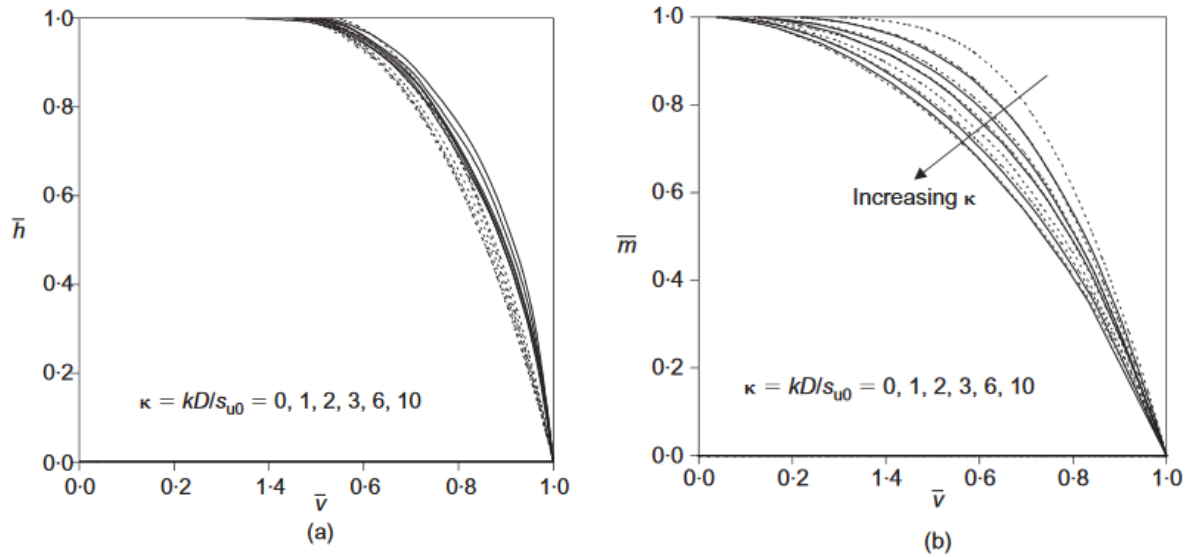 1·0
0·8
0·6
h̅
0·4
0·2
0·0
κ = kD/su0 = 0, 1, 2, 3, 6, 10
0·0 0·2 1·4 0·6 0·8 1·0
v̅
(a)
1·0
0·8
0·6
m̅
0·4
0·2
0·0
Increasing κ
κ = kD/su0 = 0, 1, 2, 3, 6, 10
0·0 0·2 1·4 0·6 0·8 1·0
v̅
(b)